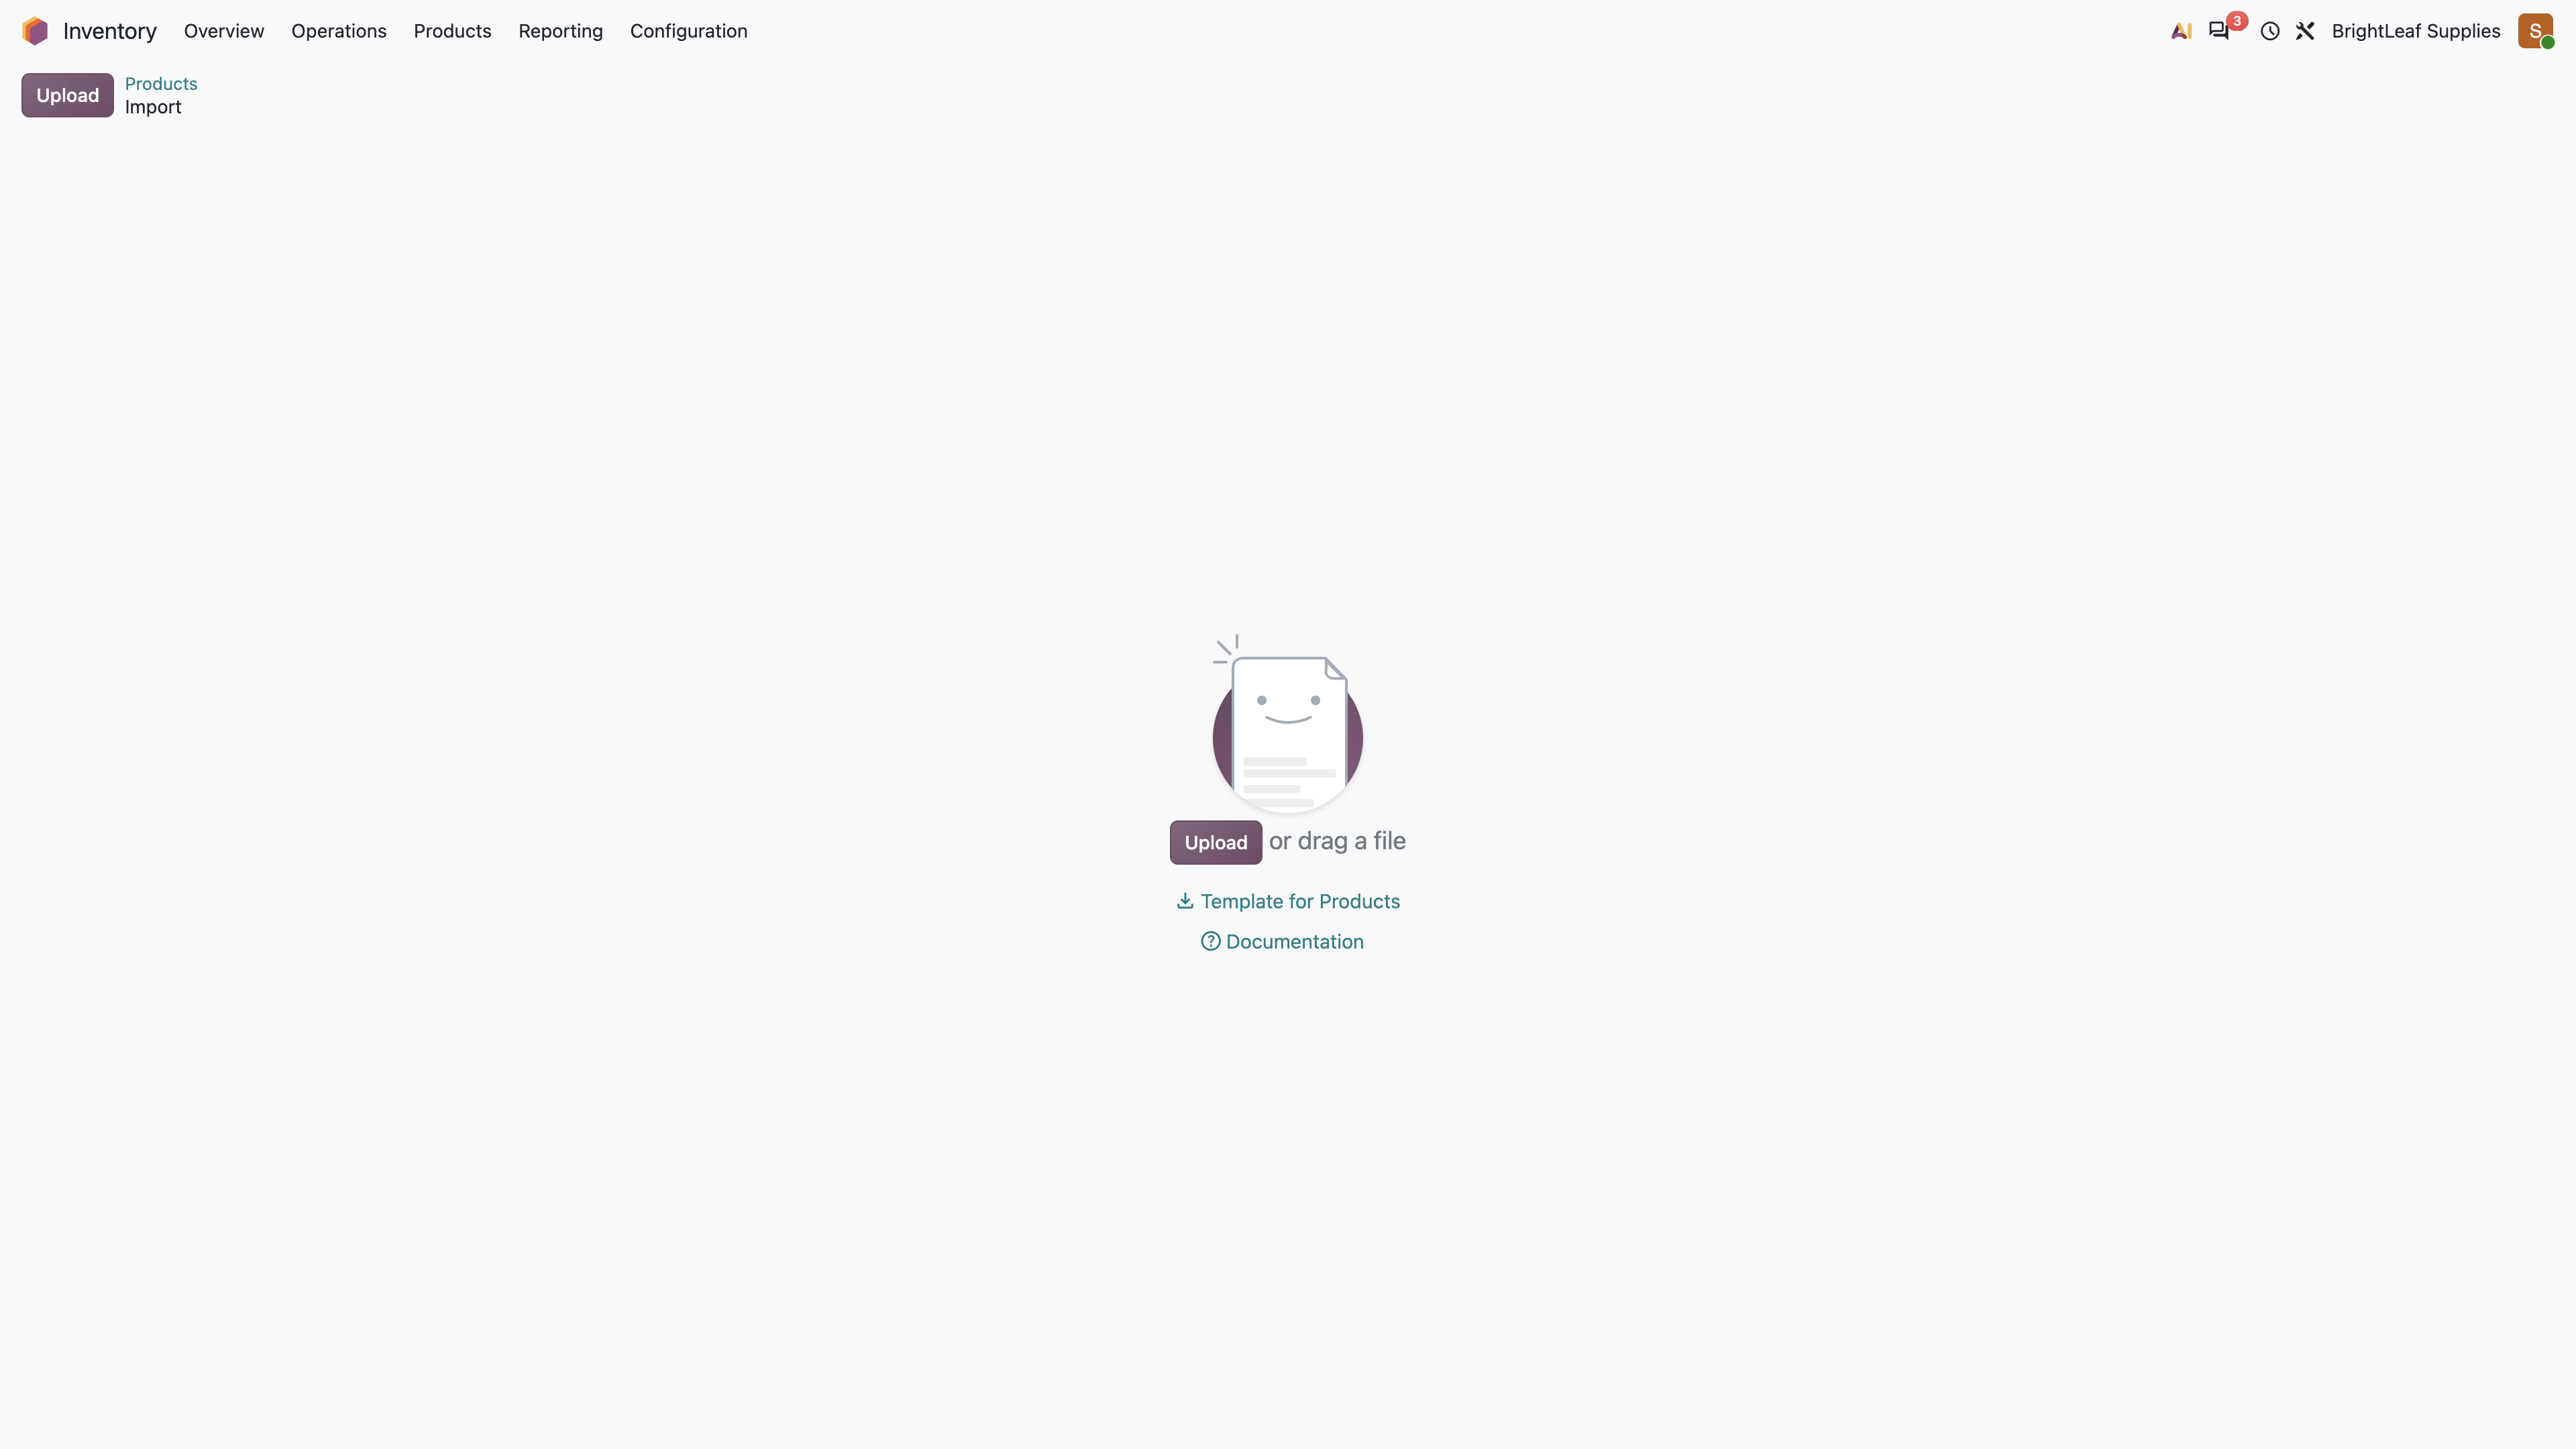 Inventory Overview Operations Products Reporting Configuration AI 3 BrightLeaf Supplies S
Upload Products
Import
Upload or drag a file
Template for Products
Documentation